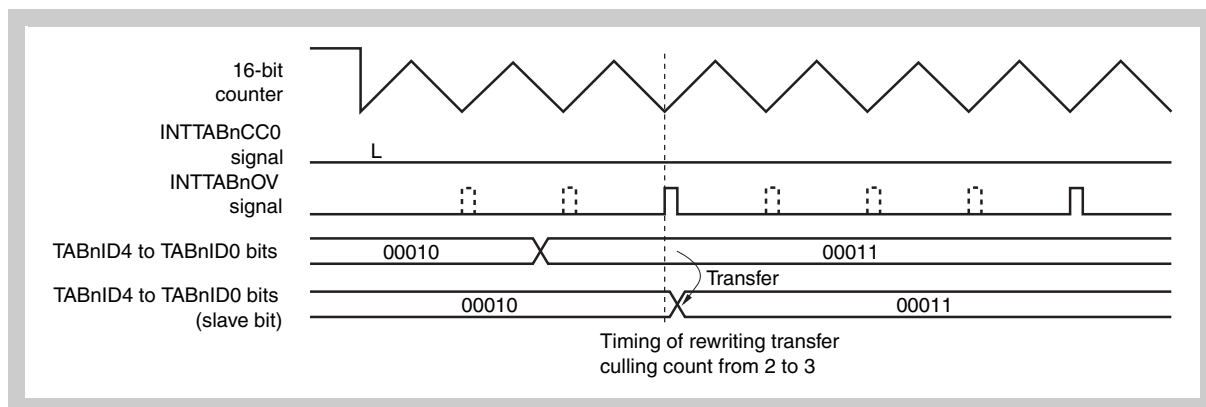 16-bit
counter
INTTABnCC0
signal
L
INTTABnOV
signal
TABnID4 to TABnID0 bits
00010
00011
Transfer
TABnID4 to TABnID0 bits
(slave bit)
00010
00011
Timing of rewriting transfer
culling count from 2 to 3